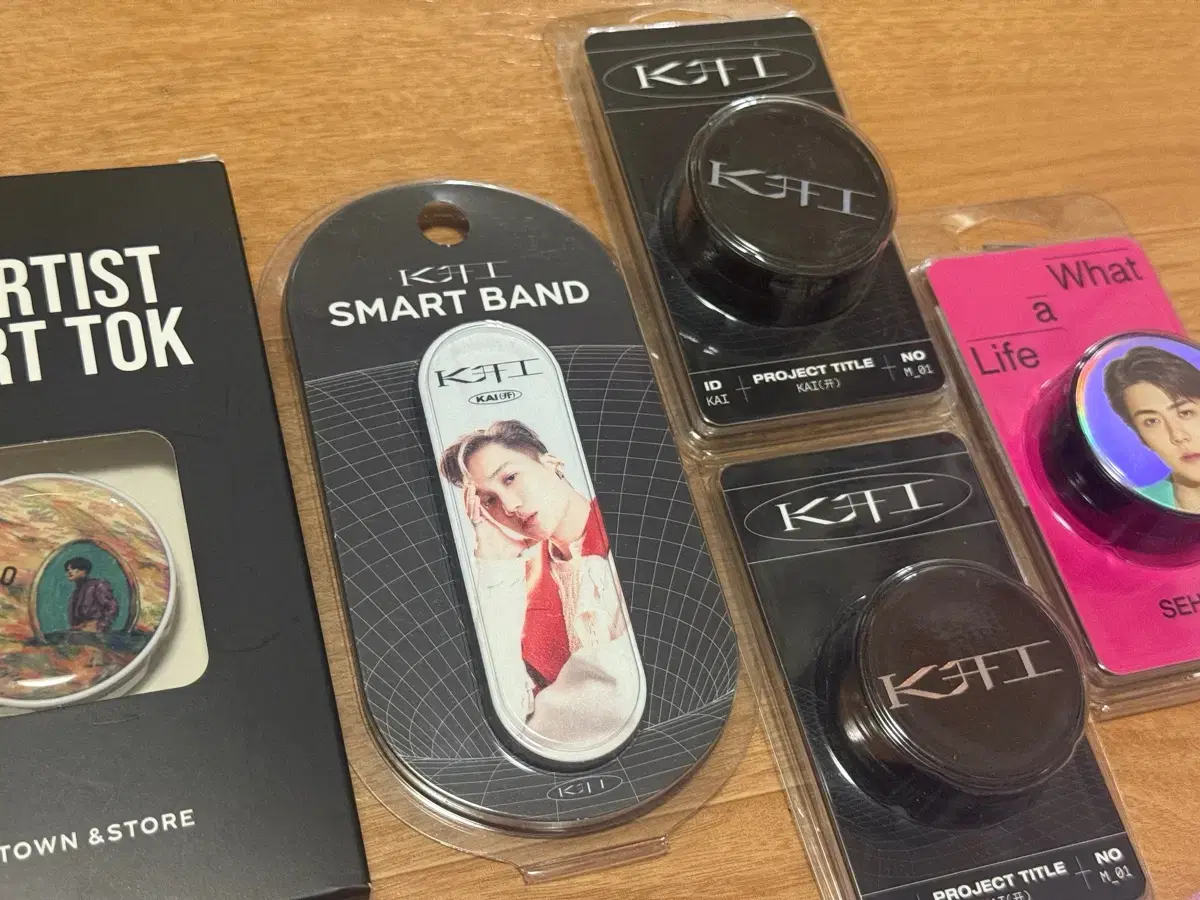 RTIST
RT TOK
O
TOWN &STORE
KAI
SMART BAND
KAI
KAI(开)
KAI
KAI
KAI
ID
KAI
PROJECT TITLE
KAI(开)
NO
M_01
KAI
KAI
PROJECT TITLE
NO
M_01
What
a
Life
SEH